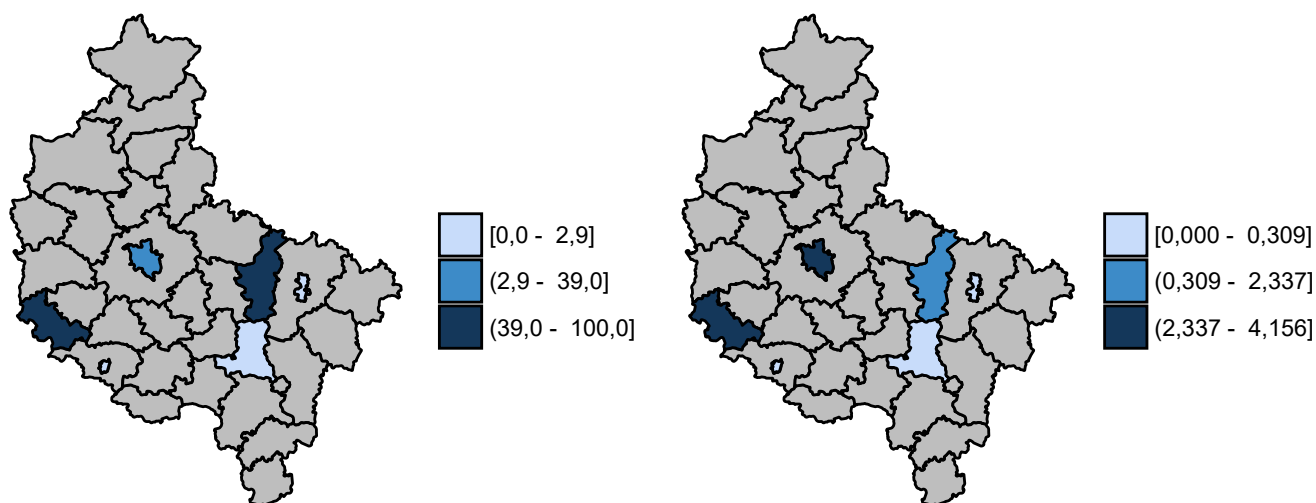 [0,0 - 2,9]
(2,9 - 39,0]
(39,0 - 100,0]
[0,000 - 0,309]
(0,309 - 2,337]
(2,337 - 4,156]